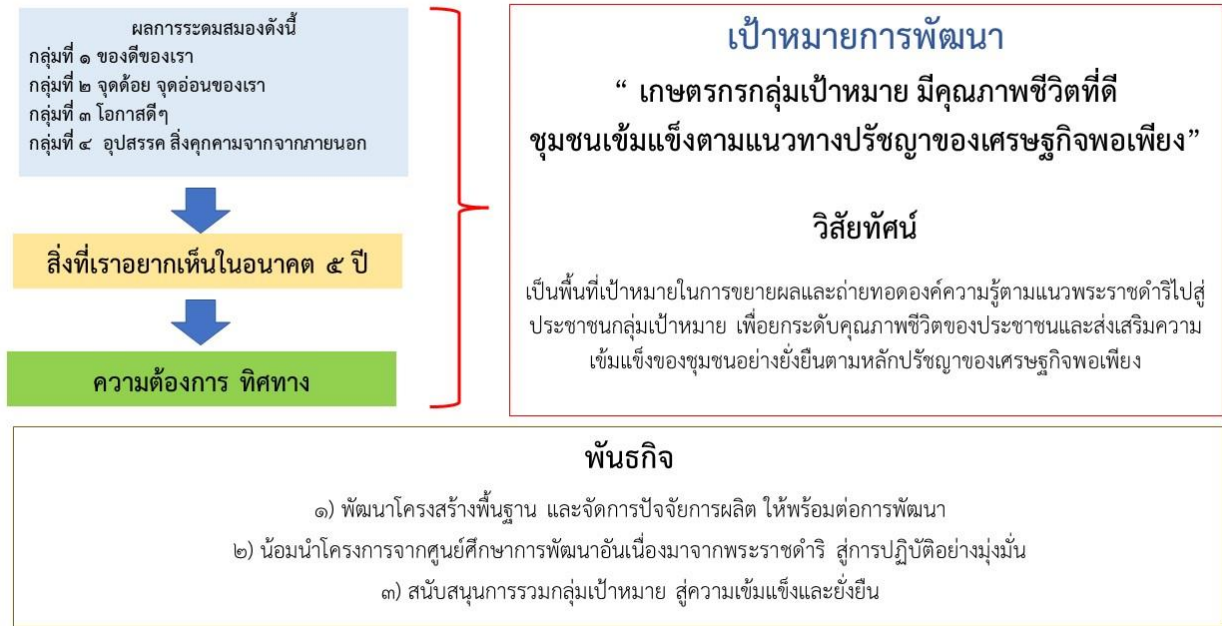 ผลการระดมสมองดังนี้
กลุ่มที่ ๑ ของดีของเรา
กลุ่มที่ ๒ จุดด้อย จุดอ่อนของเรา
กลุ่มที่ ๓ โอกาสดีๆ
กลุ่มที่ ๔ อุปสรรค สิ่งคุกคามจากจากภายนอก
สิ่งที่เราอยากเห็นในอนาคต ๕ ปี
ความต้องการ ทิศทาง
เป้าหมายการพัฒนา
“ เกษตรกรกลุ่มเป้าหมาย มีคุณภาพชีวิตที่ดี
ชุมชนเข้มแข็งตามแนวทางปรัชญาของเศรษฐกิจพอเพียง”
วิสัยทัศน์
เป็นพื้นที่เป้าหมายในการขยายผลและถ่ายทอดองค์ความรู้ตามแนวพระราชดำริไปสู่
ประชาชนกลุ่มเป้าหมาย เพื่อยกระดับคุณภาพชีวิตของประชาชนและส่งเสริมความ
เข้มแข็งของชุมชนอย่างยั่งยืนตามหลักปรัชญาของเศรษฐกิจพอเพียง
พันธกิจ
๑) พัฒนาโครงสร้างพื้นฐาน และจัดการปัจจัยการผลิต ให้พร้อมต่อการพัฒนา
๒) น้อมนำโครงการจากศูนย์ศึกษาการพัฒนาอันเนื่องมาจากพระราชดำริ สู่การปฏิบัติอย่างมุ่งมั่น
๓) สนับสนุนการรวมกลุ่มเป้าหมาย สู่ความเข้มแข็งและยั่งยืน